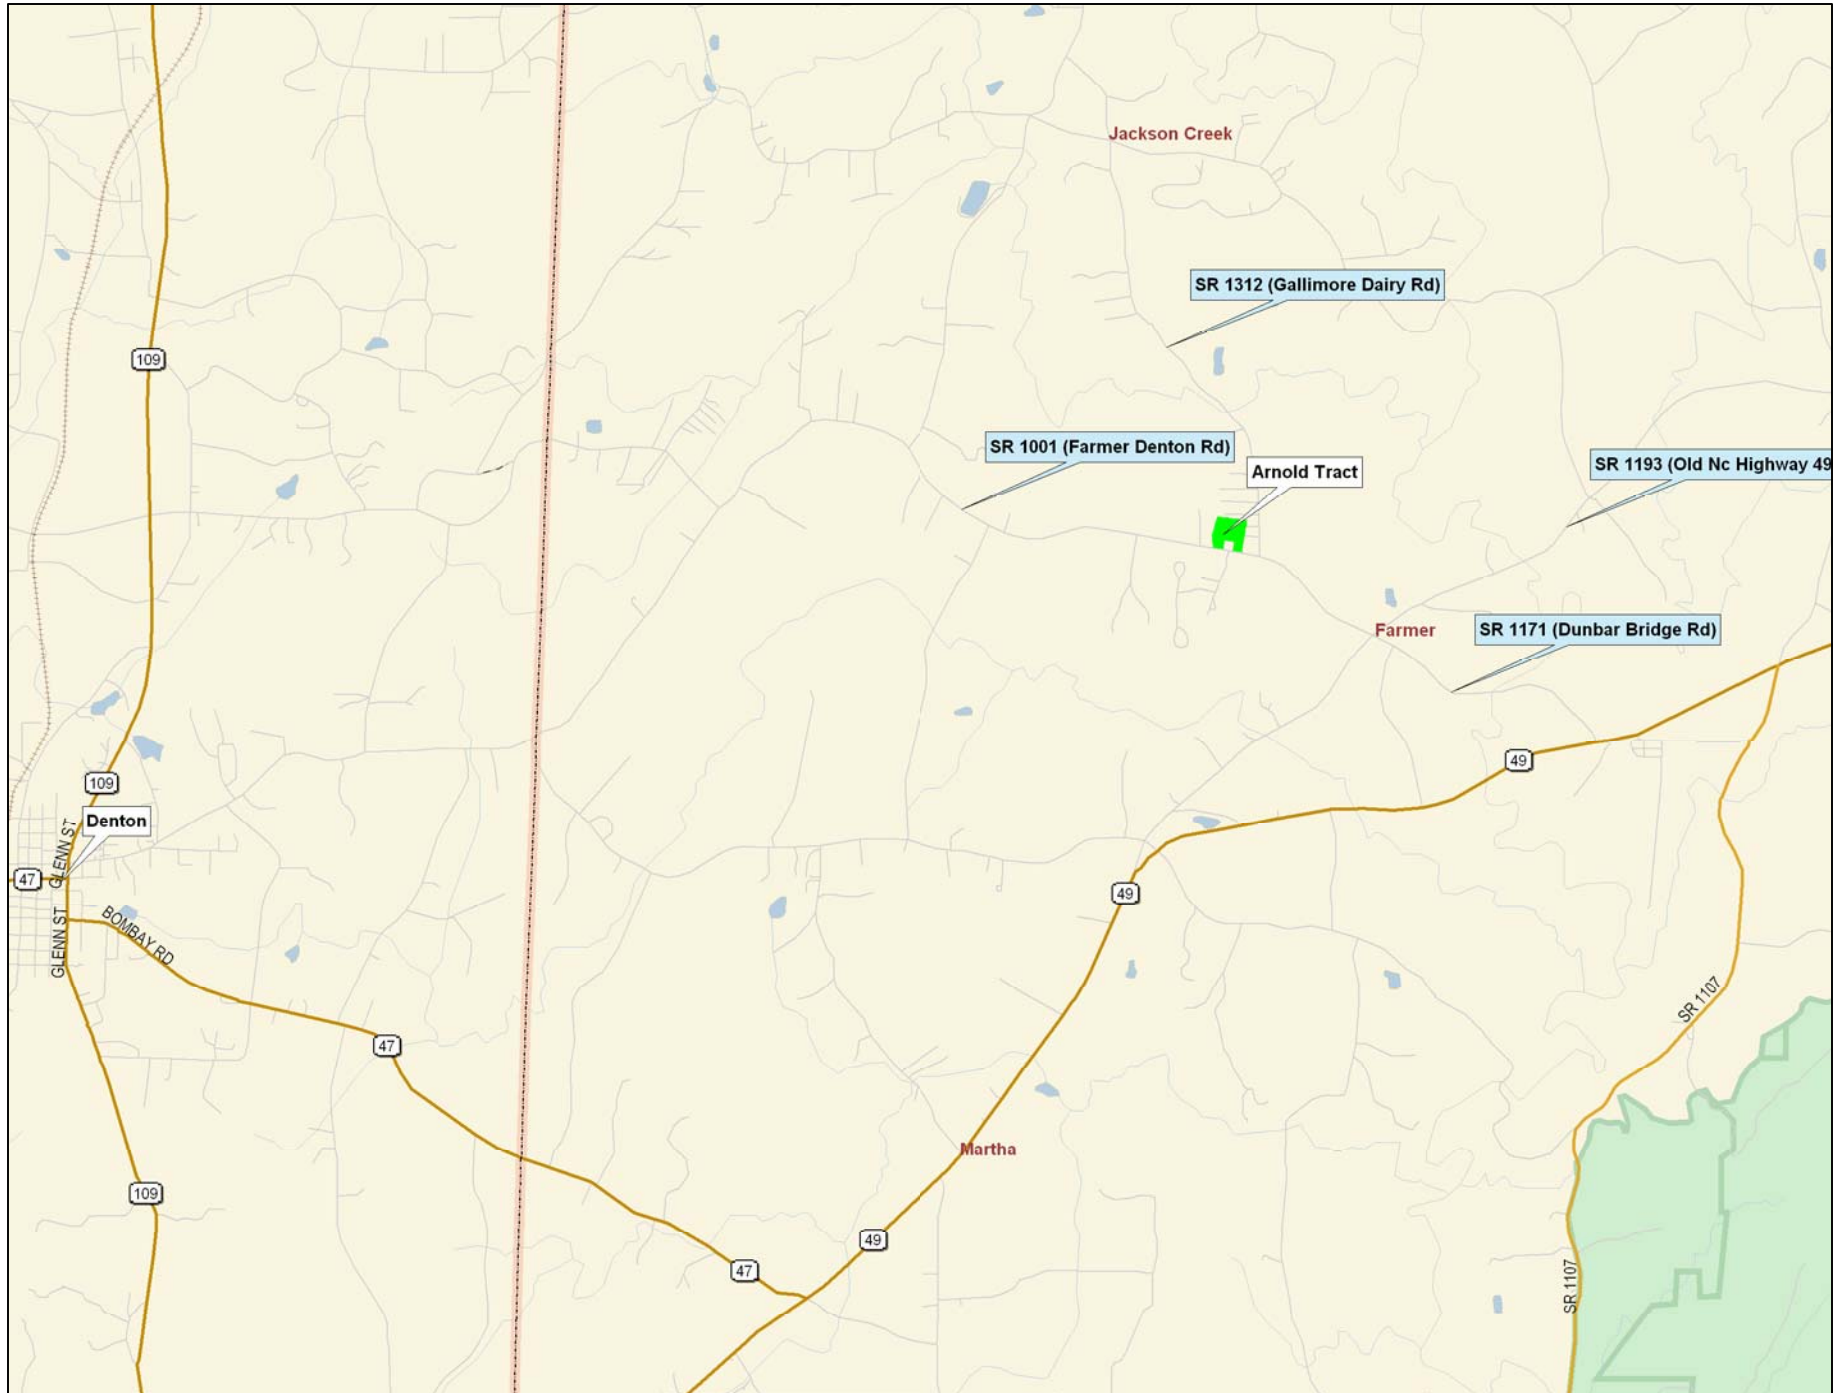 Jackson Creek
SR 1312 (Gallimore Dairy Rd)
109
SR 1001 (Farmer Denton Rd)
Arnold Tract
SR 1193 (Old Nc Highway 49
Farmer
SR 1171 (Dunbar Bridge Rd)
49
109
Denton
GLENN ST
47
49
BOMBAY RD
GLENN ST
SR 1107
47
Martha
109
49
47
SR 1107